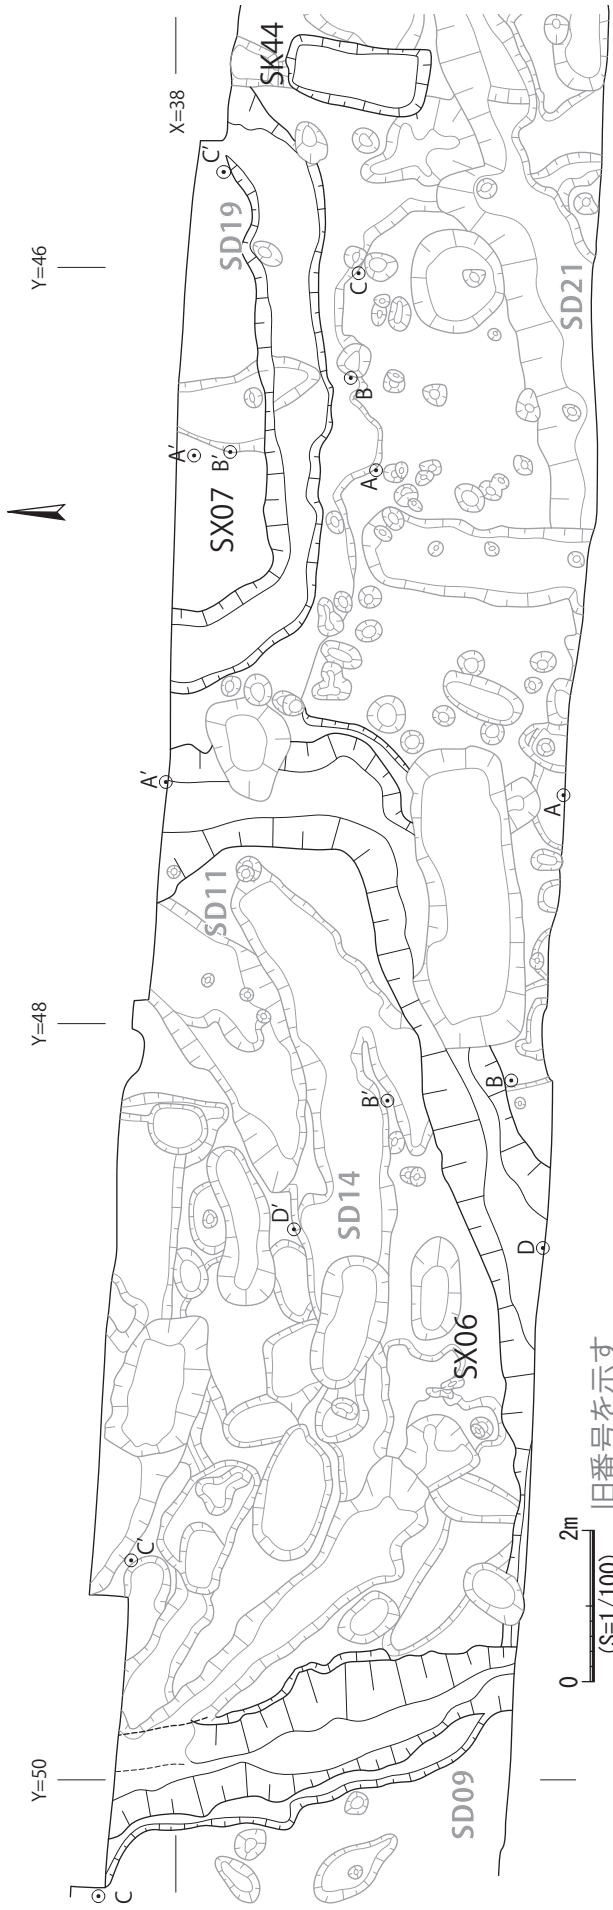 X=38
Y=46
Y=48
Y=50
SK44
C'
SD19
C
B
A'
B'
SX07
A
SD21
A'
SD11
A
B'
B
D'
SD14
D
SX06
C'
C
SD09
旧番号を示す
0
2m
(S=1/100)